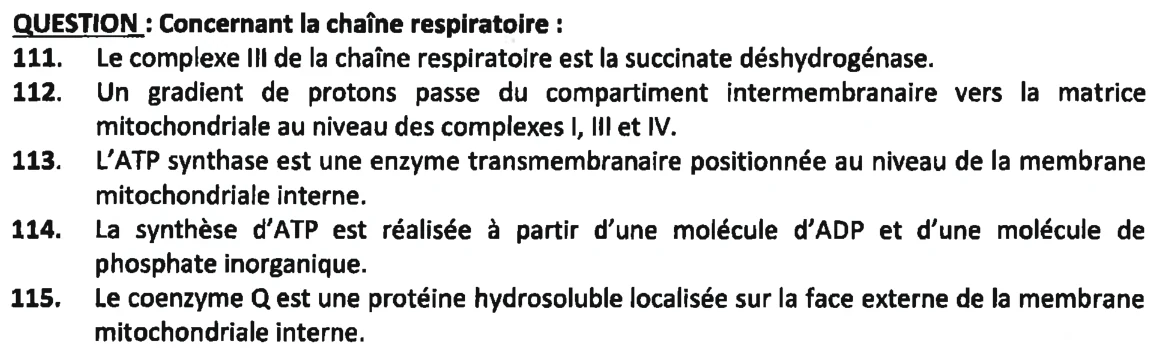 QUESTION : Concernant la chaîne respiratoire :
111. Le complexe III de la chaîne respiratoire est la succinate déshydrogénase.
112. Un gradient de protons passe du compartiment intermembranaire vers la matrice
mitochondriale au niveau des complexes I, III et IV.
113. L'ATP synthase est une enzyme transmembranaire positionnée au niveau de la membrane
mitochondriale interne.
114. La synthèse d'ATP est réalisée à partir d'une molécule d'ADP et d'une molécule de
phosphate inorganique.
115. Le coenzyme Q est une protéine hydrosoluble localisée sur la face externe de la membrane
mitochondriale interne.